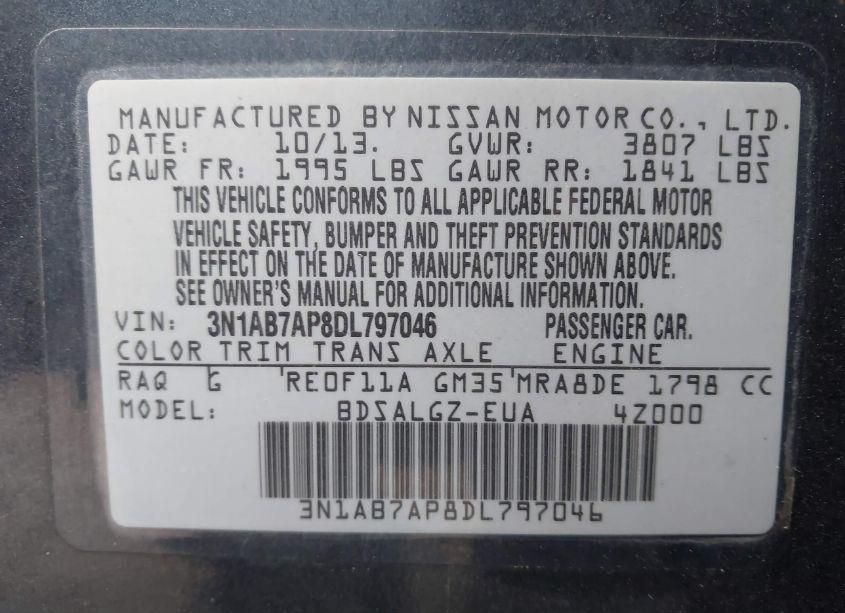 MANUFACTURED BY NISSAN MOTOR CO., LTD.
DATE: 10/13. GVWR: 3807 LBS
GAWR FR: 1995 LBS GAWR RR: 1841 LBS
THIS VEHICLE CONFORMS TO ALL APPLICABLE FEDERAL MOTOR
VEHICLE SAFETY, BUMPER AND THEFT PREVENTION STANDARDS
IN EFFECT ON THE DATE OF MANUFACTURE SHOWN ABOVE.
SEE OWNER'S MANUAL FOR ADDITIONAL INFORMATION.
VIN: 3N1AB7AP8DL797046 PASSENGER CAR.
COLOR TRIM TRANS AXLE ENGINE
RAQ G RE0F11A GM35 MRA8DE 1798 CC
MODEL: BDSALGZ-EUA 4Z000
3N1AB7AP8DL797046